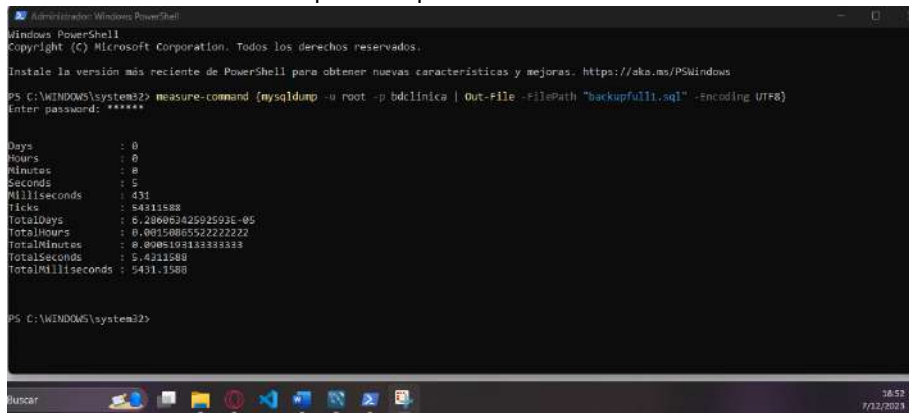 Administrador: Windows PowerShell
Windows PowerShell
Copyright (C) Microsoft Corporation. Todos los derechos reservados.
Instale la versión más reciente de PowerShell para obtener nuevas características y mejoras. https://aka.ms/PSWindows
PS C:\WINDOWS\system32> measure-command {mysqldump -u root -p bdclinica | Out-File -FilePath "backupfull1.sql" -Encoding UTF8}
Enter password: ******
Days : 0
Hours : 0
Minutes : 0
Seconds : 5
Milliseconds : 431
Ticks : 54311588
TotalDays : 6.28606342592593E-05
TotalHours : 0.00150865522222222
TotalMinutes : 0.0905193133333333
TotalSeconds : 5.4311588
TotalMilliseconds : 5431.1588
PS C:\WINDOWS\system32>
Buscar
18:52
7/12/2023